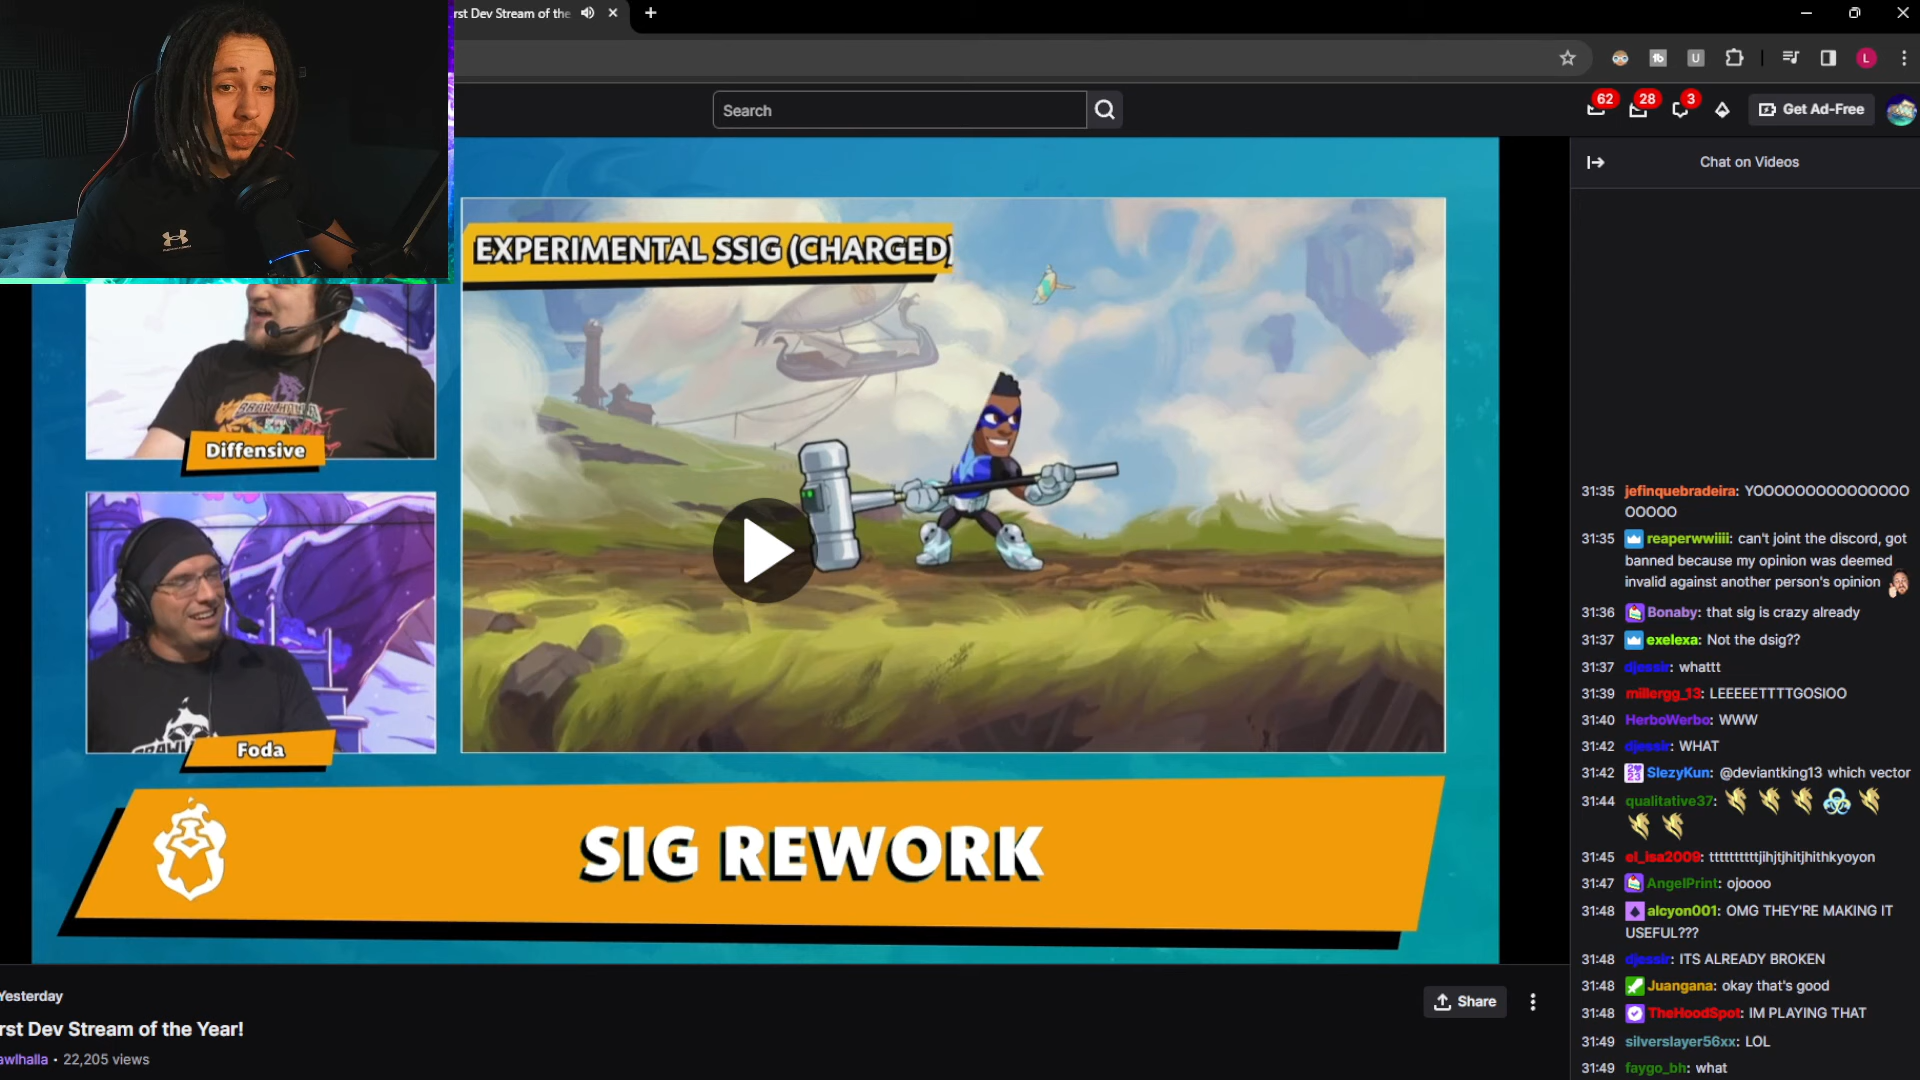 rst Dev Stream of the
Search
62
28
3
Get Ad-Free
L
U
Chat on Videos
EXPERIMENTAL SSIG (CHARGED)
Diffensive
Foda
SIG REWORK
31:35 jefinquebradeira: YOOOOOOOOOOOOOOO
OOOOO
31:35 reaperwwiiii: can't joint the discord, got
banned because my opinion was deemed
invalid against another person's opinion
31:36 Bonaby: that sig is crazy already
31:37 exelexa: Not the dsig??
31:37 djessir: whattt
31:39 millergg_13: LEEEEETTTTGOSIOO
31:40 HerboWerbo: WWW
31:42 djessir: WHAT
31:42 SlezyKun: @deviantking13 which vector
31:44 qualitative37:
31:45 el_isa2009: ttttttttttjihjtjhitjhithkyoyon
31:47 AngelPrint: ojoooo
31:48 alcyon001: OMG THEY'RE MAKING IT
USEFUL???
31:48 djessir: ITS ALREADY BROKEN
31:48 Juangana: okay that's good
31:48 TheHoodSpot: IM PLAYING THAT
31:49 silverslayer56xx: LOL
31:49 faygo_bh: what
Yesterday
rst Dev Stream of the Year!
awlhalla • 22,205 views
Share